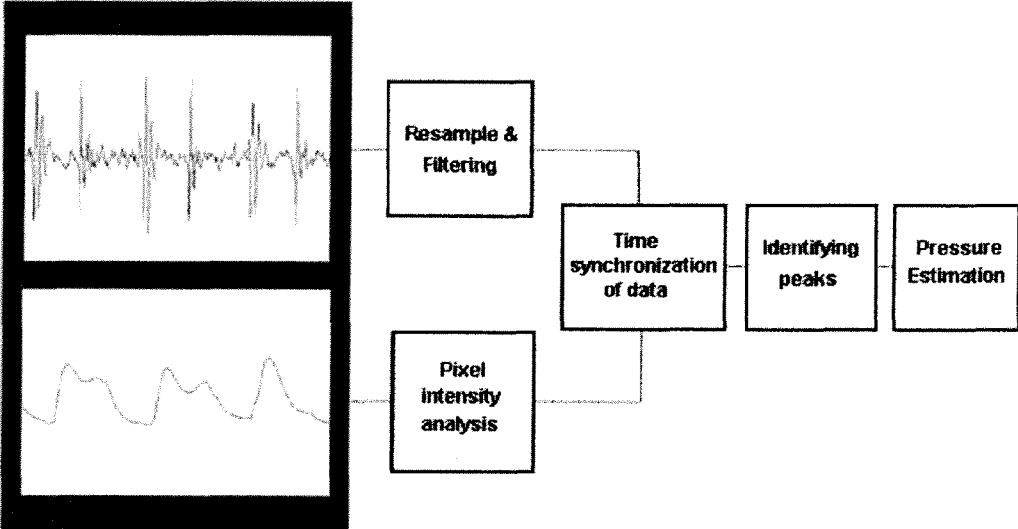 Resample &
Filtering
Time
synchronization
of data
Identifying
peaks
Pressure
Estimation
Pixel
intensity
analysis